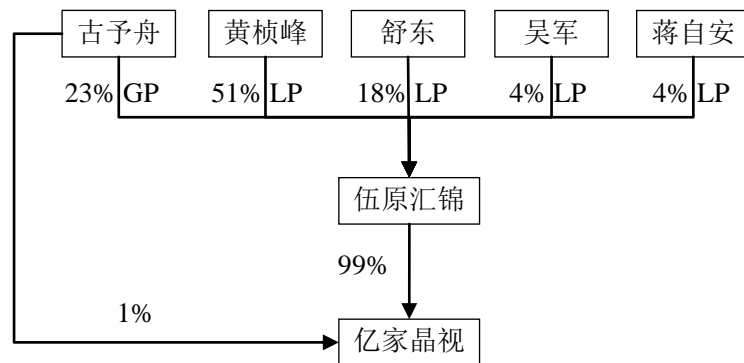 古予舟 黄桢峰 舒东 吴军 蒋自安
23% GP 51% LP 18% LP 4% LP 4% LP
伍原汇锦
99%
1%
亿家晶视